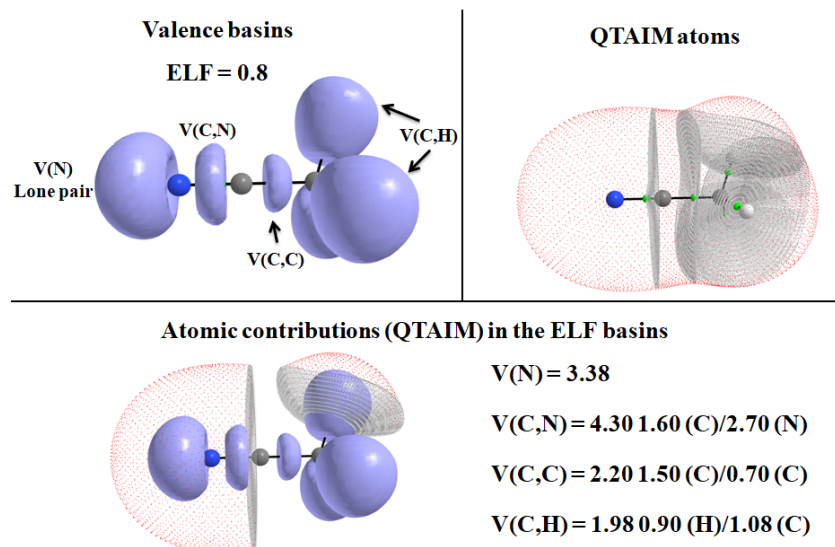 Valence basins
ELF = 0.8
V(C,N)
V(C,H)
V(N)
Lone pair
V(C,C)
QTAIM atoms
Atomic contributions (QTAIM) in the ELF basins
V(N) = 3.38
V(C,N) = 4.30 1.60 (C)/2.70 (N)
V(C,C) = 2.20 1.50 (C)/0.70 (C)
V(C,H) = 1.98 0.90 (H)/1.08 (C)